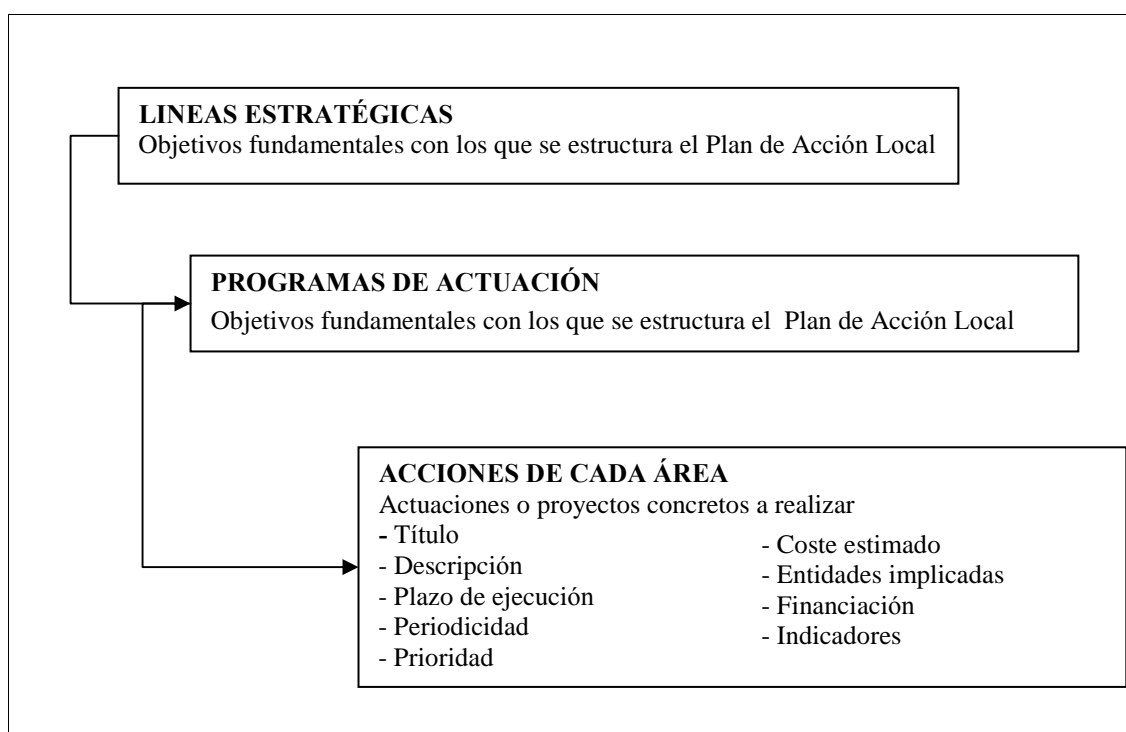 LINEAS ESTRATÉGICAS
Objetivos fundamentales con los que se estructura el Plan de Acción Local
PROGRAMAS DE ACTUACIÓN
Objetivos fundamentales con los que se estructura el Plan de Acción Local
ACCIONES DE CADA ÁREA
Actuaciones o proyectos concretos a realizar
- Título
- Descripción
- Plazo de ejecución
- Periodicidad
- Prioridad
- Coste estimado
- Entidades implicadas
- Financiación
- Indicadores